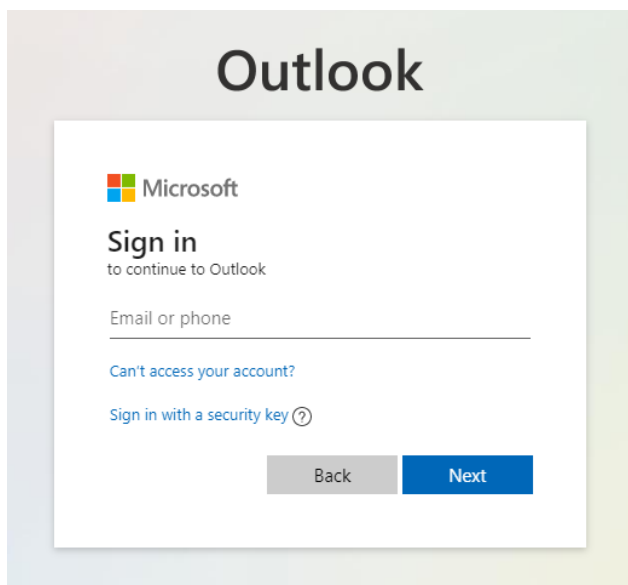 Outlook
Microsoft
Sign in
to continue to Outlook
Email or phone
Can't access your account?
Sign in with a security key ?
Back Next